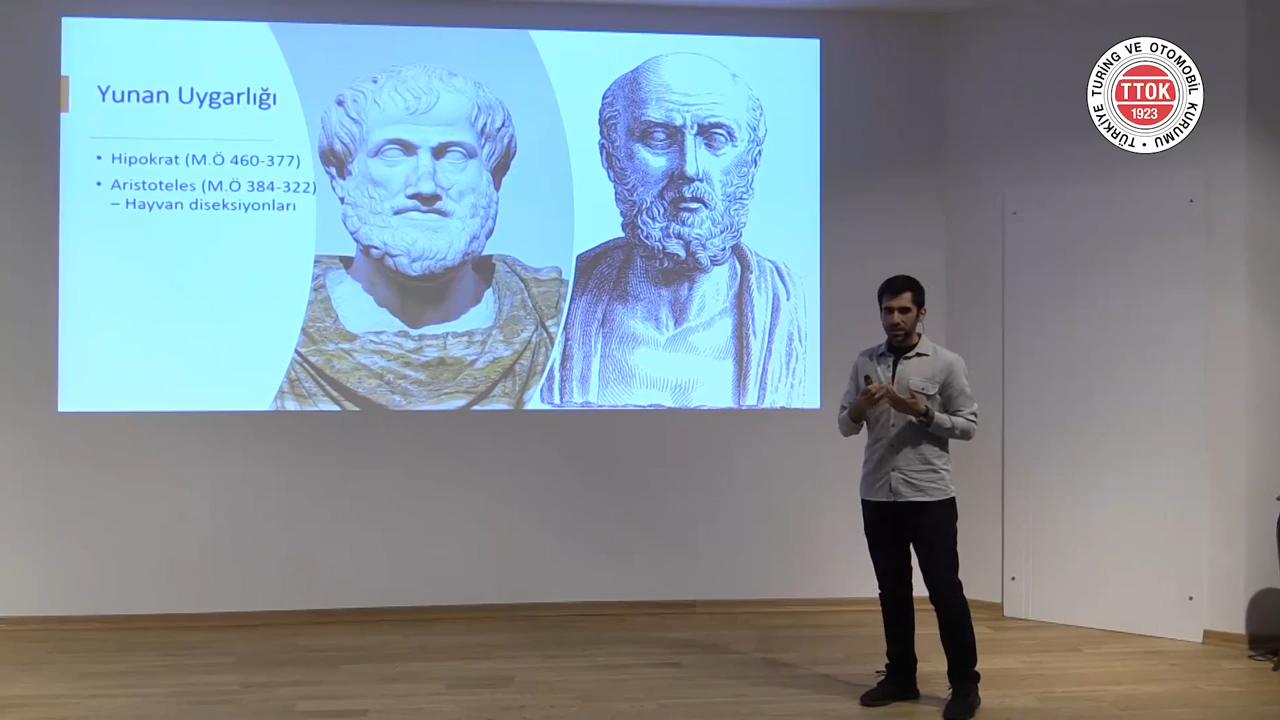 Yunan Uygarlığı
• Hipokrat (M.Ö 460-377)
• Aristoteles (M.Ö 384-322)
– Hayvan diseksiyonları
TÜRKİYE TURİNG VE OTOMOBİL KURUMU •
TTOK
1923